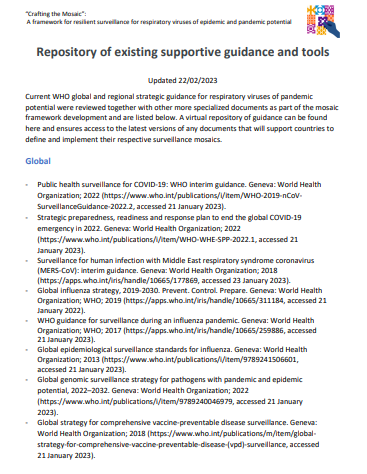 "Crafting the Mosaic":
A framework for resilient surveillance for respiratory viruses of epidemic and pandemic potential
Repository of existing supportive guidance and tools
Updated 22/02/2023
Current WHO global and regional strategic guidance for respiratory viruses of pandemic
potential were reviewed together with other more specialized documents as part of the mosaic
framework development and are listed below. A virtual repository of guidance can be found
here and ensures access to the latest versions of any documents that will support countries to
define and implement their respective surveillance mosaics.
Global
- Public health surveillance for COVID-19: WHO interim guidance. Geneva: World Health
Organization; 2022 (https://www.who.int/publications/i/item/WHO-2019-nCoV-
SurveillanceGuidance-2022.2, accessed 21 January 2023).
- Strategic preparedness, readiness and response plan to end the global COVID-19
emergency in 2022. Geneva: World Health Organization; 2022
(https://www.who.int/publications/i/item/WHO-WHE-SPP-2022.1, accessed 21
January 2023).
- Surveillance for human infection with Middle East respiratory syndrome coronavirus
(MERS-CoV): interim guidance. Geneva: World Health Organization; 2018
(https://apps.who.int/iris/handle/10665/177869, accessed 23 January 2023).
- Global influenza strategy, 2019-2030. Prevent. Control. Prepare. Geneva: World Health
Organization; WHO; 2019 (https://apps.who.int/iris/handle/10665/311184, accessed 21
January 2022).
- WHO guidance for surveillance during an influenza pandemic. Geneva: World Health
Organization; WHO; 2017 (https://apps.who.int/iris/handle/10665/259886, accessed
21 January 2023).
- Global epidemiological surveillance standards for influenza. Geneva: World Health
Organization; 2013 (https://www.who.int/publications/i/item/9789241506601,
accessed 21 January 2023).
- Global genomic surveillance strategy for pathogens with pandemic and epidemic
potential, 2022–2032. Geneva: World Health Organization; 2022
(https://www.who.int/publications/i/item/9789240046979, accessed 21 January
2023).
- Global strategy for comprehensive vaccine-preventable disease surveillance. Geneva:
World Health Organization; 2018 (https://www.who.int/publications/m/item/global-
strategy-for-comprehensive-vaccine-preventable-disease-(vpd)-surveillance, accessed
21 January 2023).